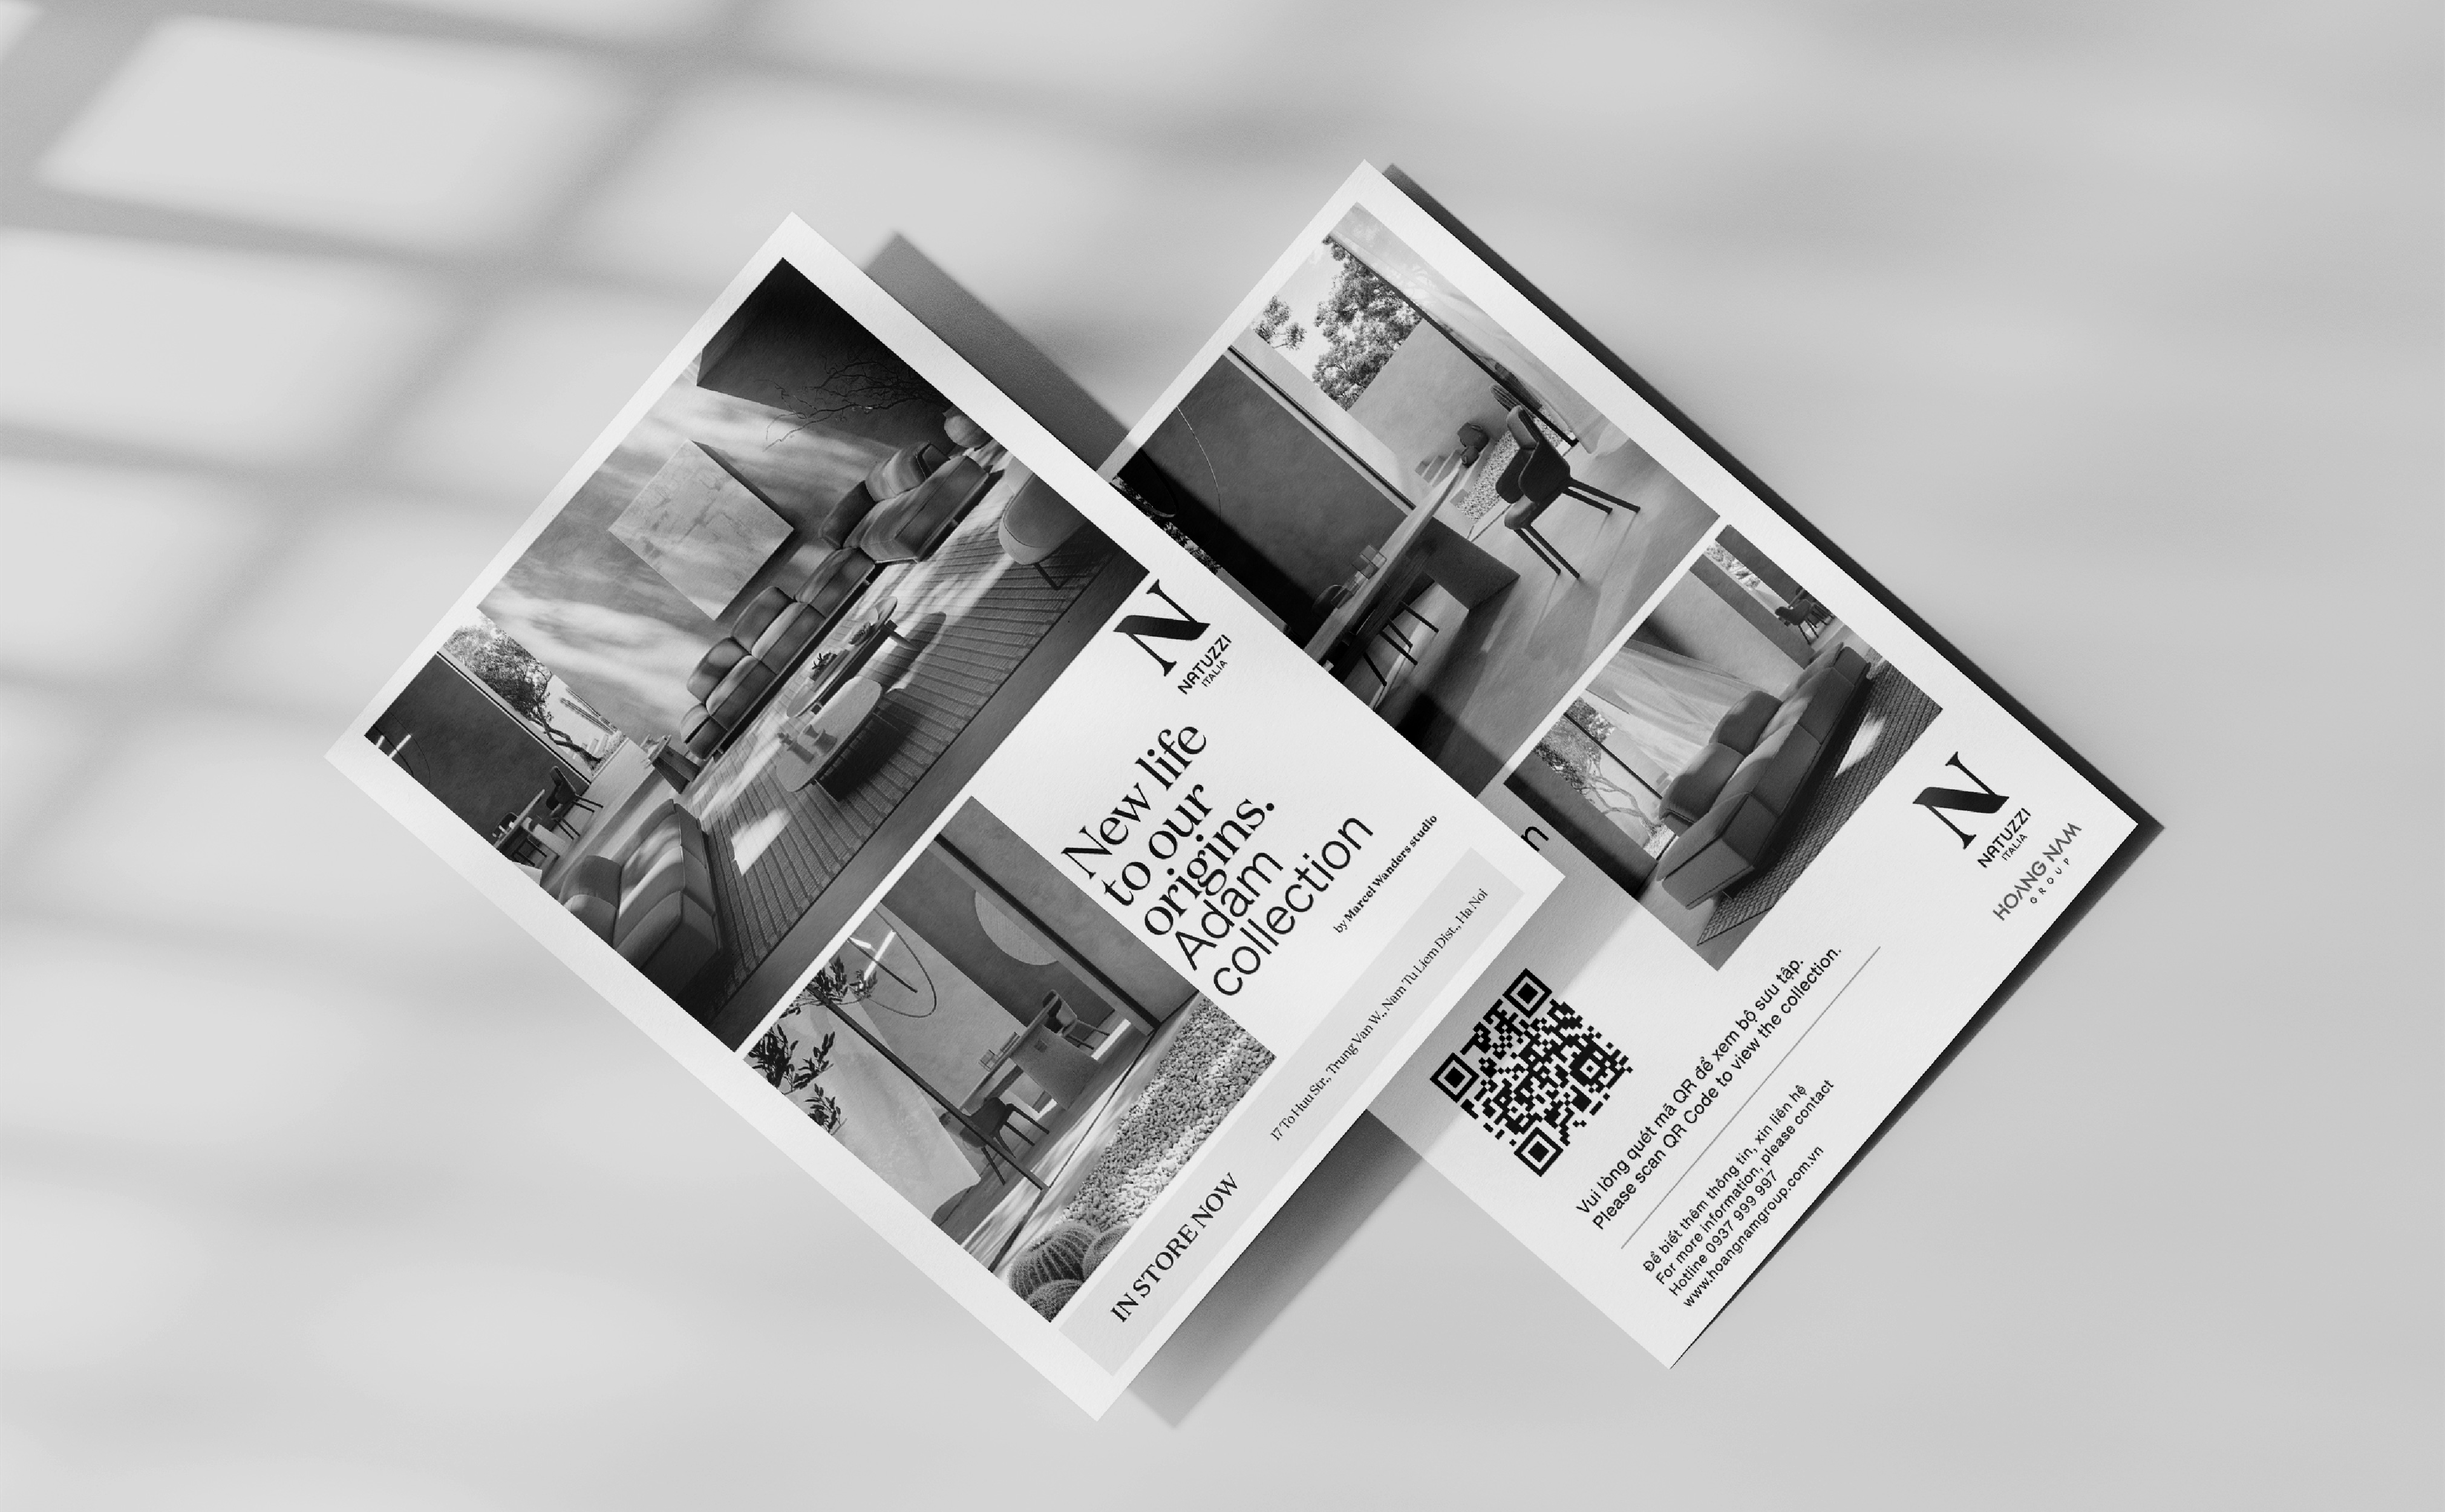 NATUZZI
ITALIA
New life
to our
origins.
Adam
collection
by Marcel Wanders studio
IN STORE NOW
17 To Huu Str., Trung Van W., Nam Tu Liem Dist., Ha Noi
n
NATUZZI
ITALIA
HOANG NAM
GROUP
Vui lòng quét mã QR để xem bộ sưu tập.
Please scan QR Code to view the collection.
Để biết thêm thông tin, xin liên hệ
For more information, please contact
Hotline 0937 999 997
www.hoangnamgroup.com.vn